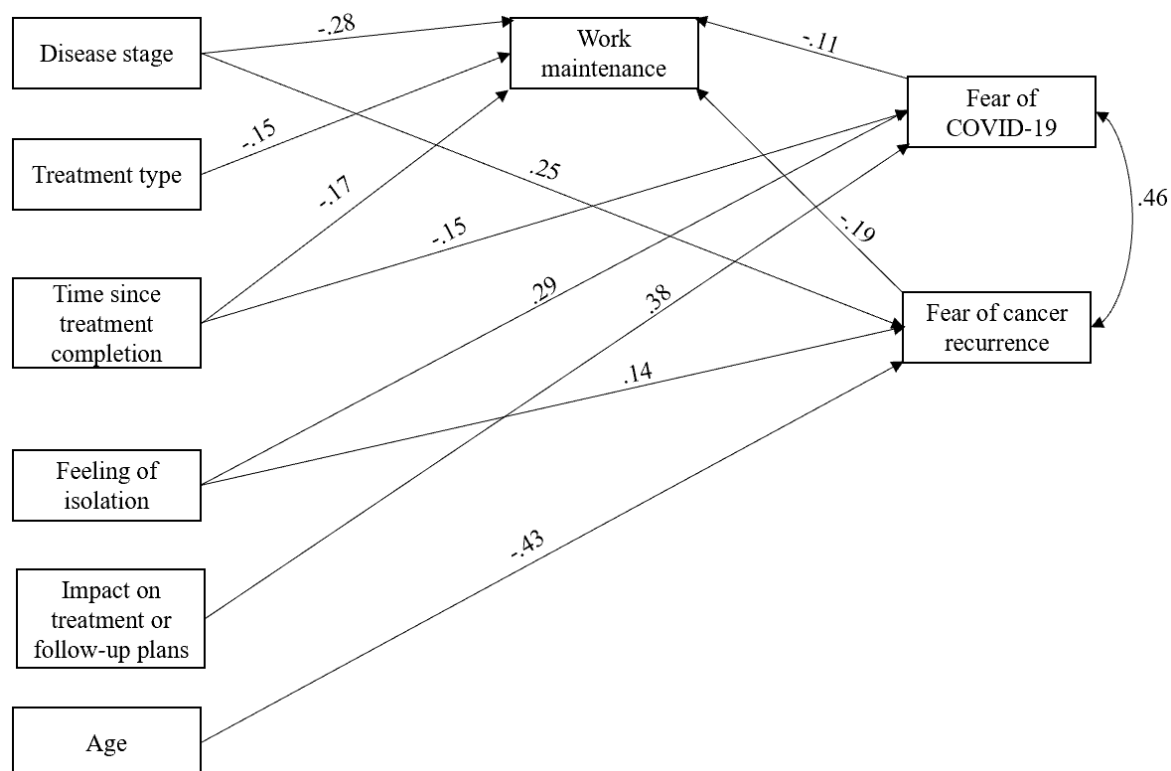 Disease stage
-.28
Work
maintenance
-.11
Fear of
COVID-19
Treatment type
-.15
-.17
.25
.46
-.15
-.19
Time since
treatment
completion
.29
.38
Fear of cancer
recurrence
.14
Feeling of
isolation
-.43
Impact on
treatment or
follow-up plans
Age